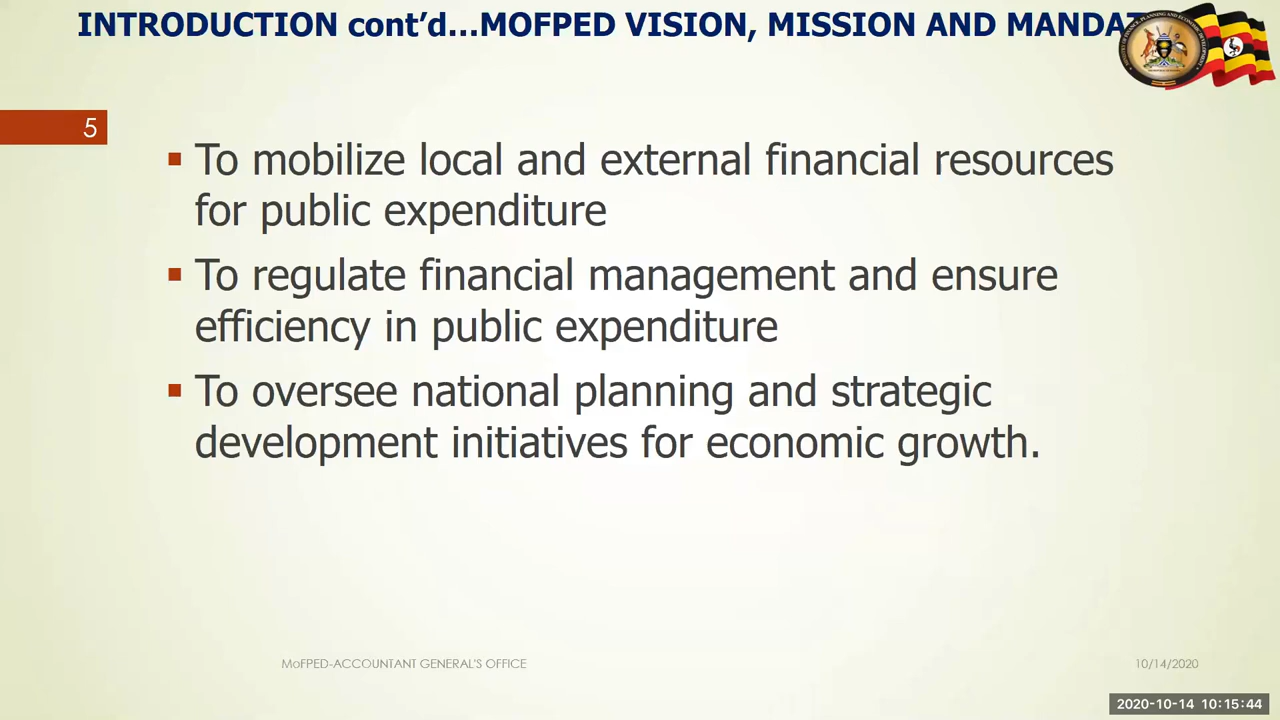 INTRODUCTION cont’d…MOFPED VISION, MISSION AND MANDAT
5
▪ To mobilize local and external financial resources
for public expenditure
▪ To regulate financial management and ensure
efficiency in public expenditure
▪ To oversee national planning and strategic
development initiatives for economic growth.
MoFPED-ACCOUNTANT GENERAL'S OFFICE
10/14/2020
2020-10-14 10:15:44